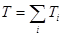 T = ∑_i T_i